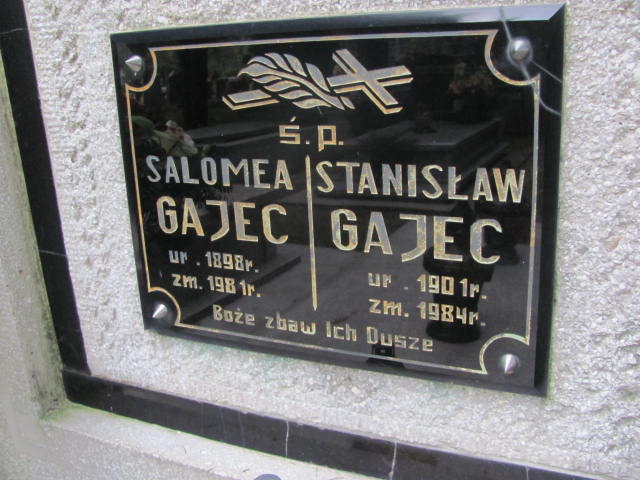 ś.p.
SALOMEA
GAJEC
ur. 1898r.
zm. 1981r.
STANISŁAW
GAJEC
ur. 1901r.
zm. 1984r.
Boże zbaw Ich Dusze